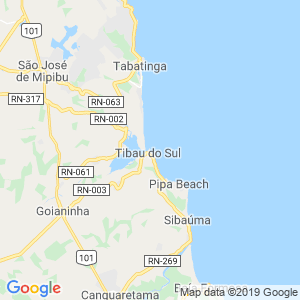 101
São José
de Mipibu
Tabatinga
RN-317
RN-063
RN-002
Tibau do Sul
RN-061
RN-003
Pipa Beach
Goianinha
Sibaúma
101
RN-269
Google
Map data ©2019 Google
Canguaretama